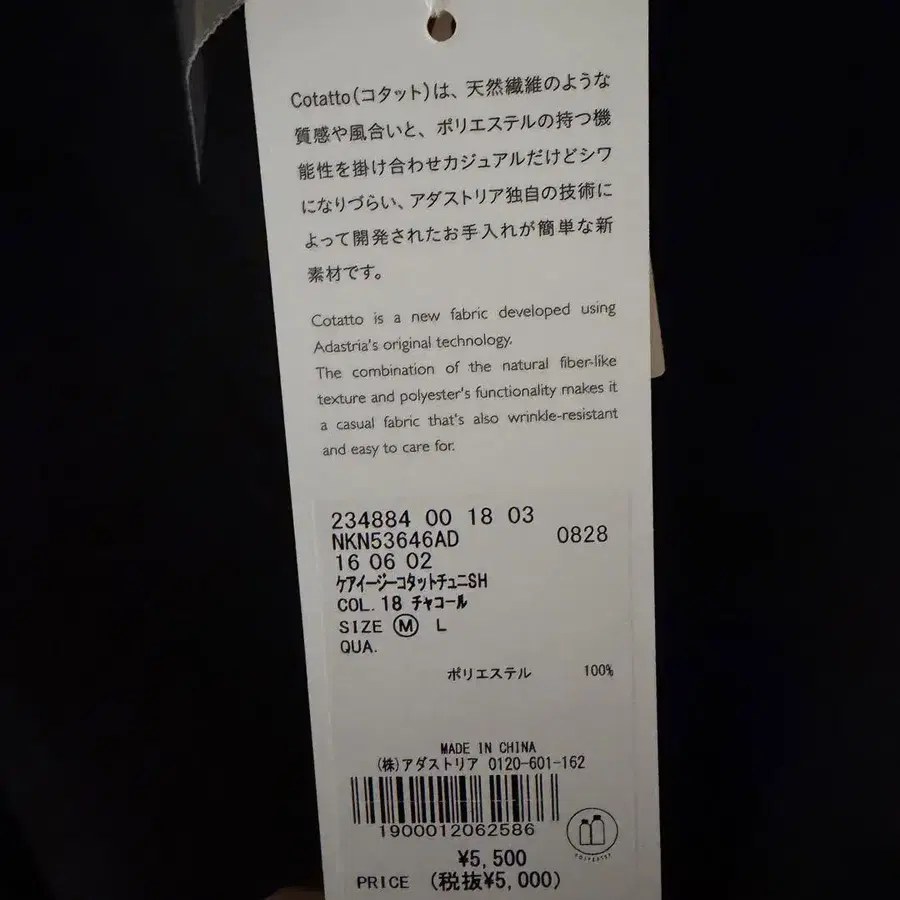 Cotatto(コタット)は、天然繊維のような
質感や風合いと、ポリエステルの持つ機
能性を掛け合わせカジュアルだけどシワ
になりづらい、アダストリア独自の技術に
よって開発されたお手入れが簡単な新
素材です。
Cotatto is a new fabric developed using
Adastria's original technology.
The combination of the natural fiber-like
texture and polyester's functionality makes it
a casual fabric that's also wrinkle-resistant
and easy to care for.
234884 00 18 03
NKN53646AD 0828
16 06 02
ケアイージーコタットチュニSH
COL.18 チャコール
SIZE Ⓜ L
QUA.
ポリエステル 100%
MADE IN CHINA
(株)アダストリア 0120-601-162
1900012062586
¥5,500
PRICE (税抜¥5,000)